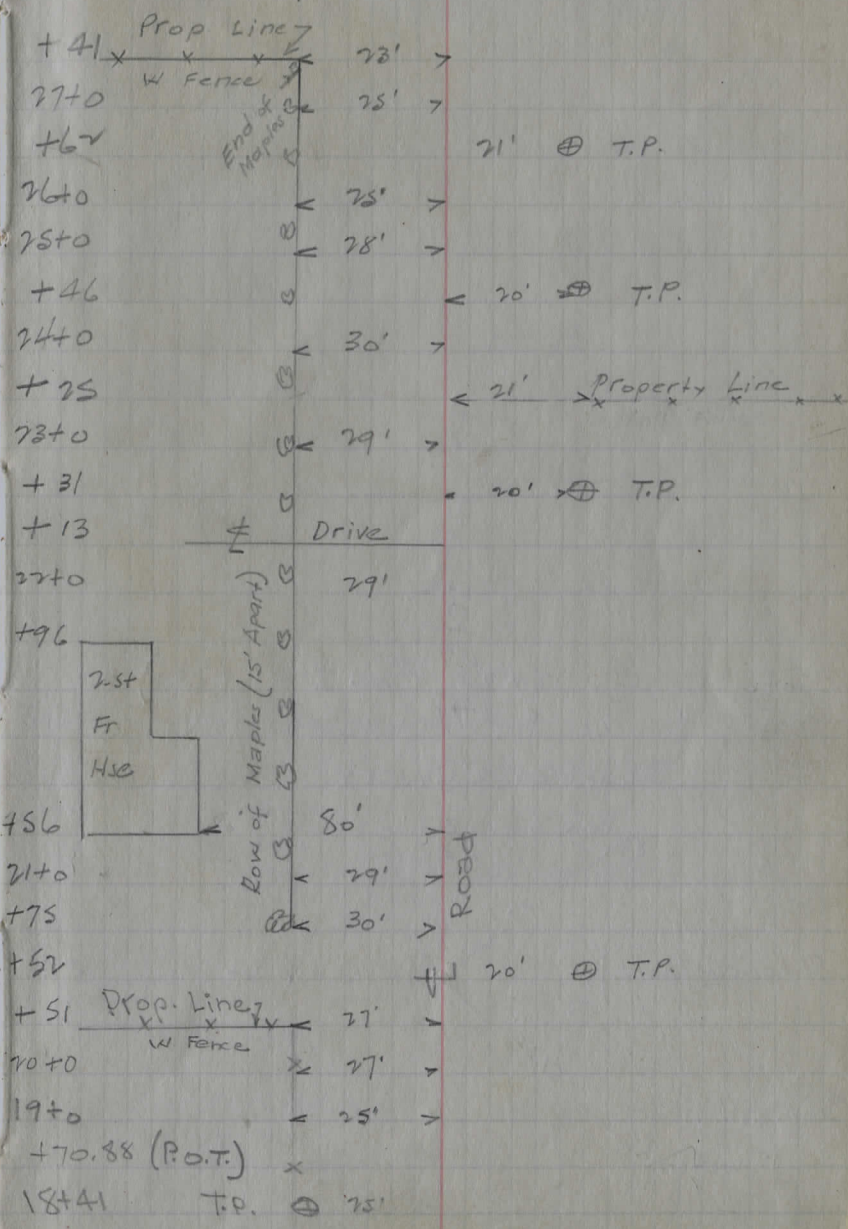 Prop Line
+41 23'
W Fence
27+0 25'
End of Maples
+62 21' ⊕ T.P.
26+0 25'
25+0 28'
+46 20' ⊕ T.P.
24+0 30'
+25 21' Property Line
23+0 29'
+31 20' ⊕ T.P.
+13 ℄ Drive
22+0 29'
+96
2-St
Fr
Hse
Row of Maples (15' Apart)
+56 80'
21+0 29'
Road
+75 30'
+52 ℄ 20' ⊕ T.P.
+51 Prop. Line 27'
W Fence
20+0 27'
19+0 25'
+70.88 (P.O.T.)
18+41 T.P. ⊕ 25'